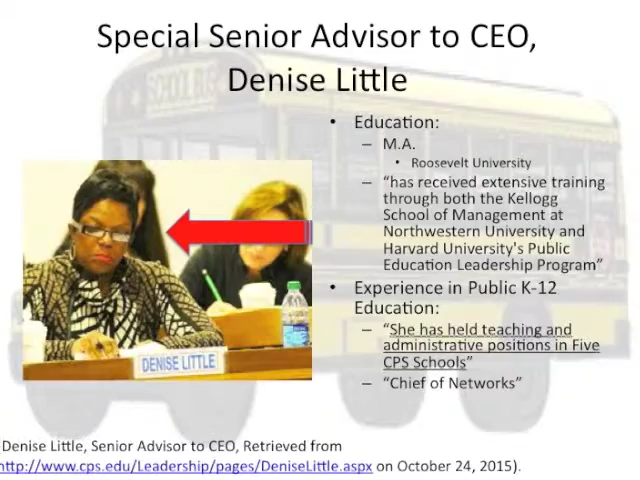 Special Senior Advisor to CEO,
Denise Little
SCHOOL BUS
• Education:
– M.A.
• Roosevelt University
– “has received extensive training
through both the Kellogg
School of Management at
Northwestern University and
Harvard University's Public
Education Leadership Program”
• Experience in Public K-12
Education:
– “She has held teaching and
administrative positions in Five
CPS Schools”
– “Chief of Networks”
DENISE LITTLE
Denise Little, Senior Advisor to CEO, Retrieved from
http://www.cps.edu/Leadership/pages/DeniseLittle.aspx on October 24, 2015).